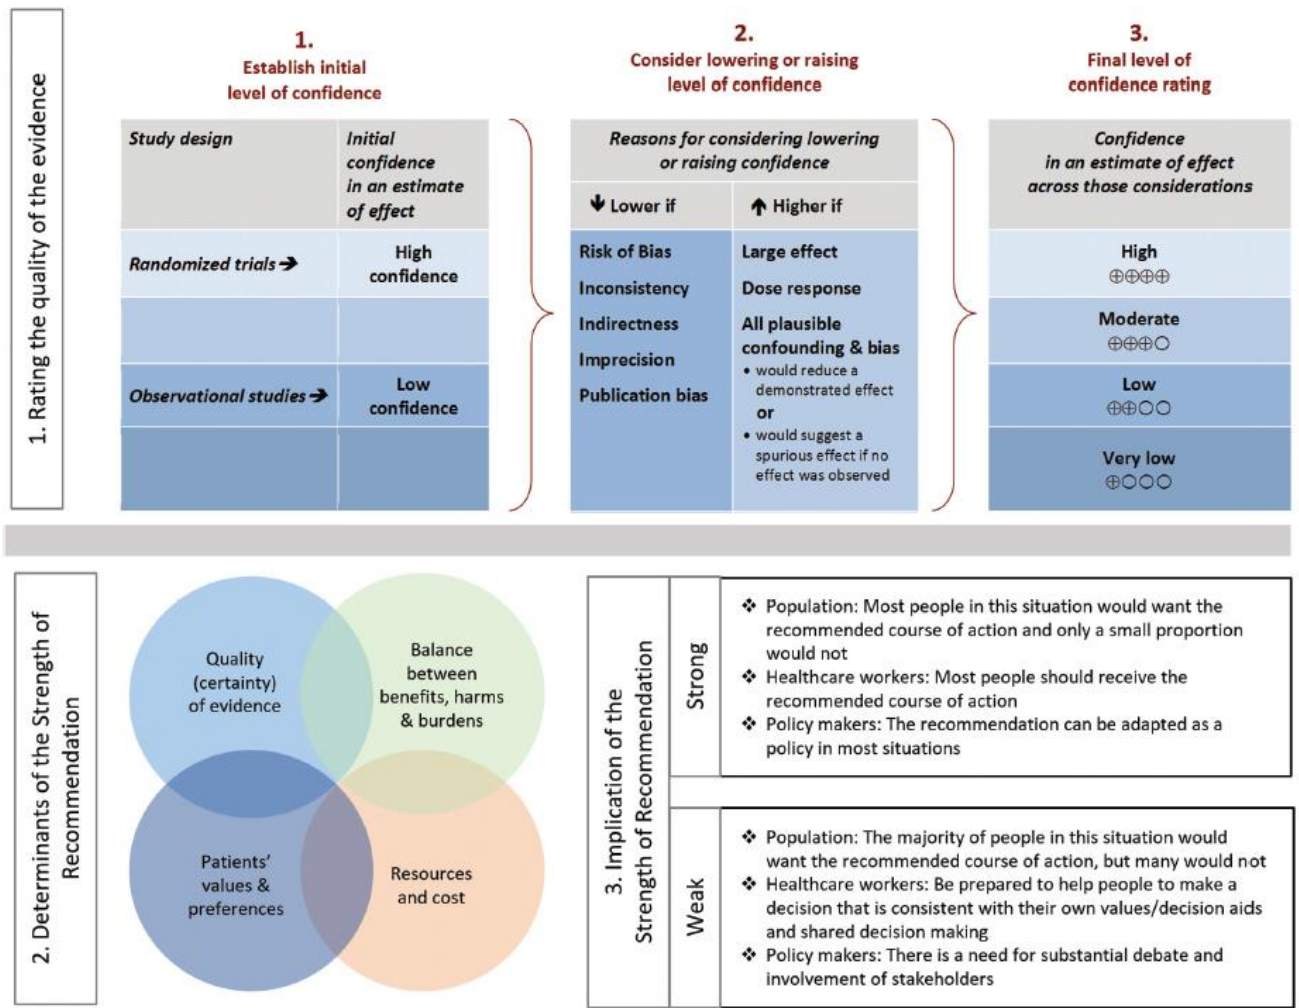 1. Rating the quality of the evidence
1.
Establish initial
level of confidence
Study design
Initial
confidence
in an estimate
of effect
Randomized trials ➔
High
confidence
Observational studies ➔
Low
confidence
2.
Consider lowering or raising
level of confidence
Reasons for considering lowering
or raising confidence
🡇 Lower if
🡅 Higher if
Risk of Bias
Inconsistency
Indirectness
Imprecision
Publication bias
Large effect
Dose response
All plausible
confounding & bias
• would reduce a
demonstrated effect
or
• would suggest a
spurious effect if no
effect was observed
3.
Final level of
confidence rating
Confidence
in an estimate of effect
across those considerations
High
⊕⊕⊕⊕
Moderate
⊕⊕⊕○
Low
⊕⊕○○
Very low
⊕○○○
2. Determinants of the Strength of
Recommendation
Quality
(certainty)
of evidence
Balance
between
benefits, harms
& burdens
Patients’
values &
preferences
Resources
and cost
3. Implication of the
Strength of Recommendation
Strong
❖ Population: Most people in this situation would want the
recommended course of action and only a small proportion
would not
❖ Healthcare workers: Most people should receive the
recommended course of action
❖ Policy makers: The recommendation can be adapted as a
policy in most situations
Weak
❖ Population: The majority of people in this situation would
want the recommended course of action, but many would not
❖ Healthcare workers: Be prepared to help people to make a
decision that is consistent with their own values/decision aids
and shared decision making
❖ Policy makers: There is a need for substantial debate and
involvement of stakeholders